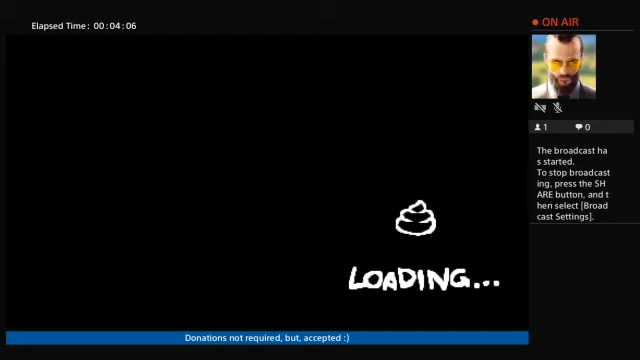 Elapsed Time: 00:04:06
ON AIR
1
0
The broadcast ha
s started.
To stop broadcast
ing, press the SH
ARE button, and t
hen select [Broad
cast Settings].
LOADING...
Donations not required, but, accepted :)